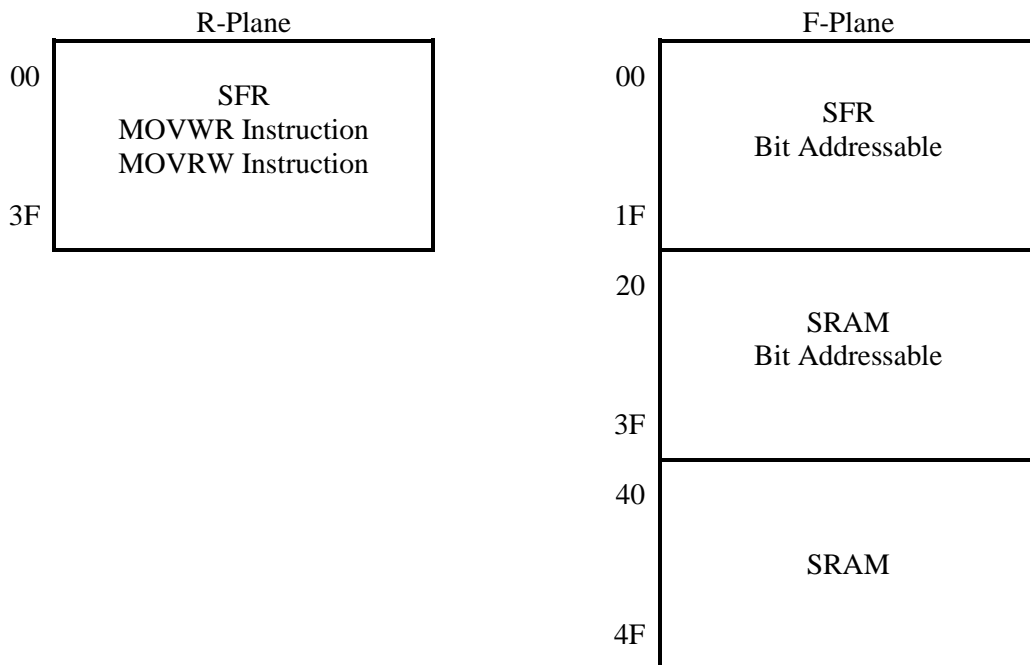 R-Plane
00
SFR
MOVWR Instruction
MOVRW Instruction
3F
F-Plane
00
SFR
Bit Addressable
1F
20
SRAM
Bit Addressable
3F
40
SRAM
4F